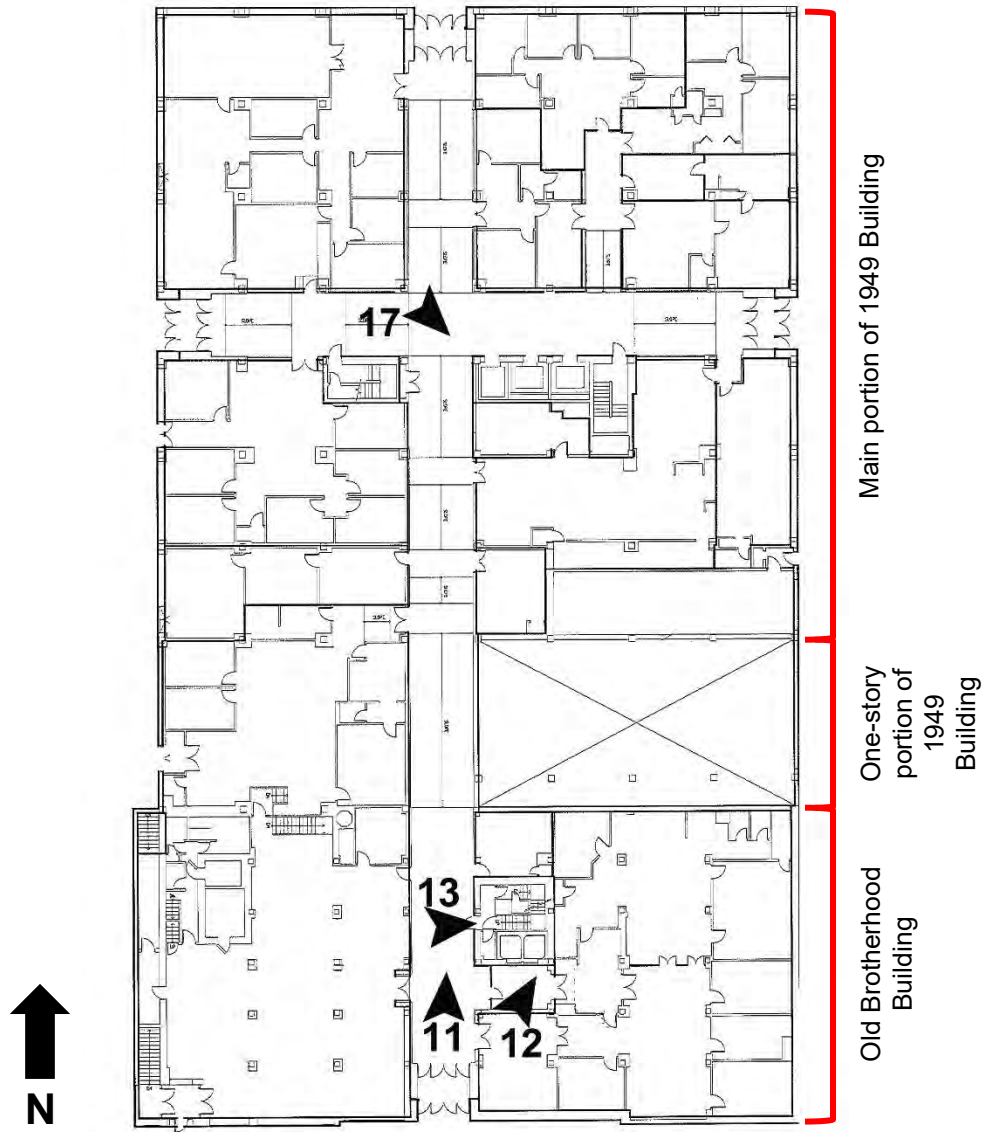 17
13
11
12
N
Main portion of 1949 Building
One-story
portion of
1949
Building
Old Brotherhood
Building